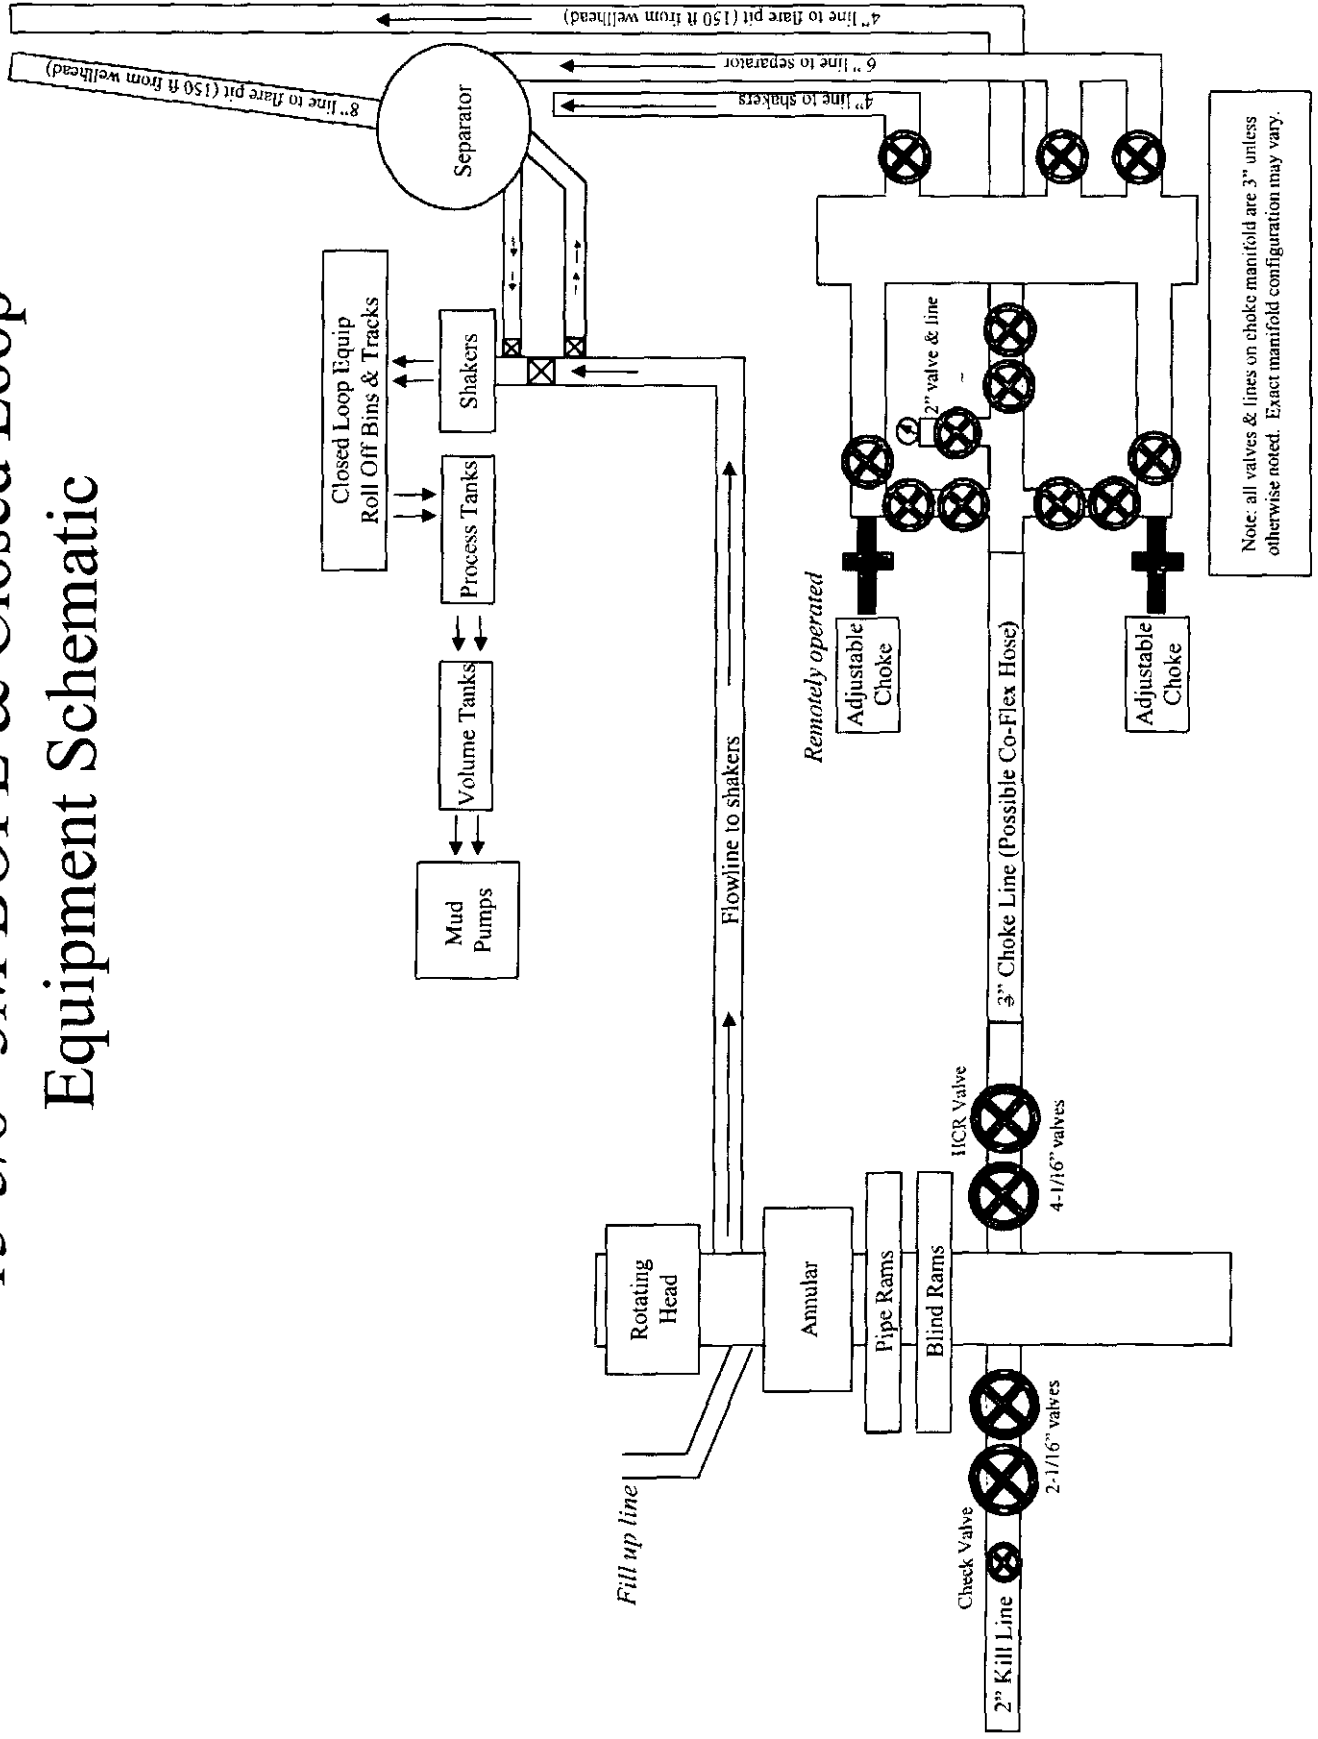 Equipment Schematic
4" line to flare pit (150 ft from wellhead)
8" line to flare pit (150 ft from wellhead)
6" line to separator
4" line to shakers
Separator
Closed Loop Equip
Roll Off Bins & Tracks
Shakers
Process Tanks
Volume Tanks
Mud
Pumps
Flowline to shakers
2" valve & line
Remotely operated
Adjustable
Choke
Adjustable
Choke
3" Choke Line (Possible Co-Flex Hose)
HCR Valve
4-1/16" valves
Rotating
Head
Annular
Pipe Rams
Blind Rams
Fill up line
Check Valve
2-1/16" valves
2" Kill Line
Note: all valves & lines on choke manifold are 3" unless
otherwise noted. Exact manifold configuration may vary.